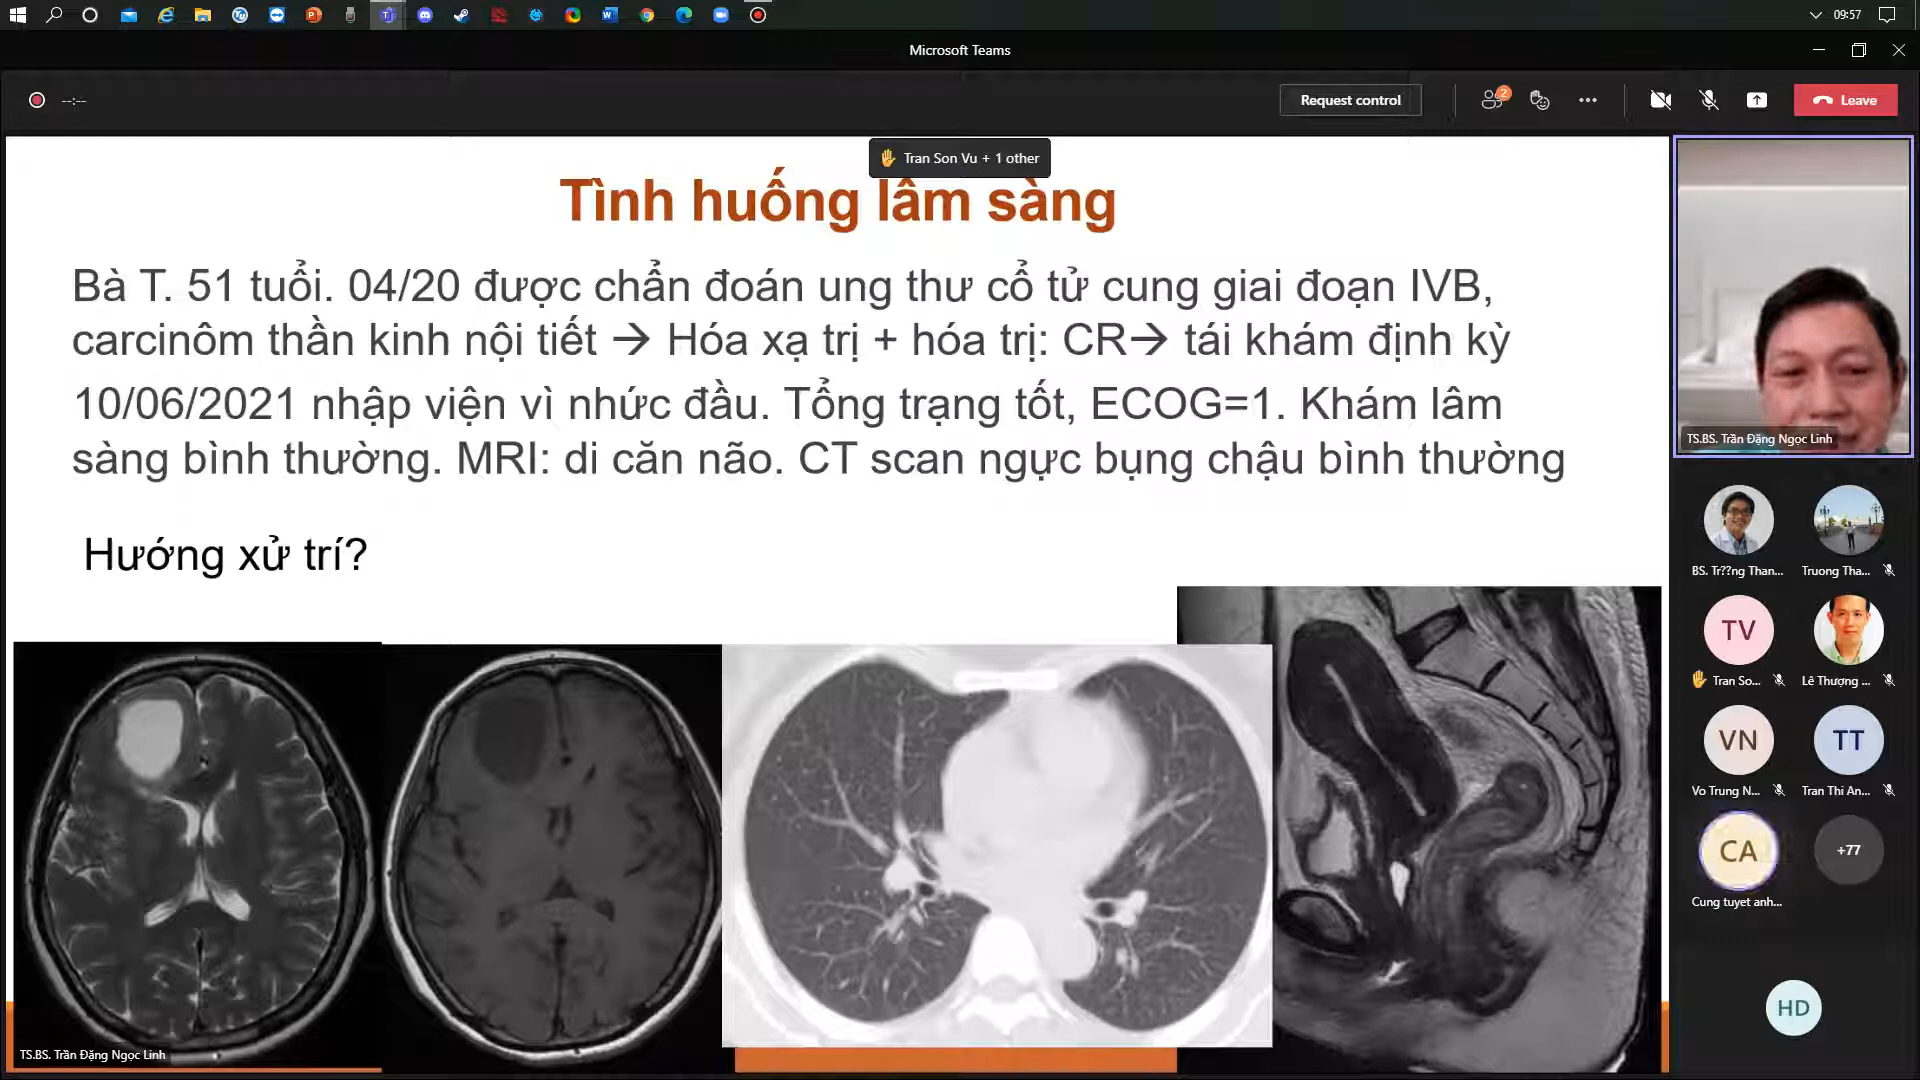 09:57
Microsoft Teams
--:--
Request control
2
Leave
Tran Son Vu + 1 other
Tình huống lâm sàng
Bà T. 51 tuổi. 04/20 được chẩn đoán ung thư cổ tử cung giai đoạn IVB,
carcinôm thần kinh nội tiết → Hóa xạ trị + hóa trị: CR→ tái khám định kỳ
10/06/2021 nhập viện vì nhức đầu. Tổng trạng tốt, ECOG=1. Khám lâm
sàng bình thường. MRI: di căn não. CT scan ngực bụng chậu bình thường
Hướng xử trí?
TS.BS. Trần Đặng Ngọc Linh
TS.BS. Trần Đặng Ngọc Linh
BS. Tr??ng Than...
Truong Tha...
TV
Tran So...
Lê Thượng ...
VN
TT
Vo Trung N...
Tran Thi An...
CA
+77
Cung tuyet anh...
HD